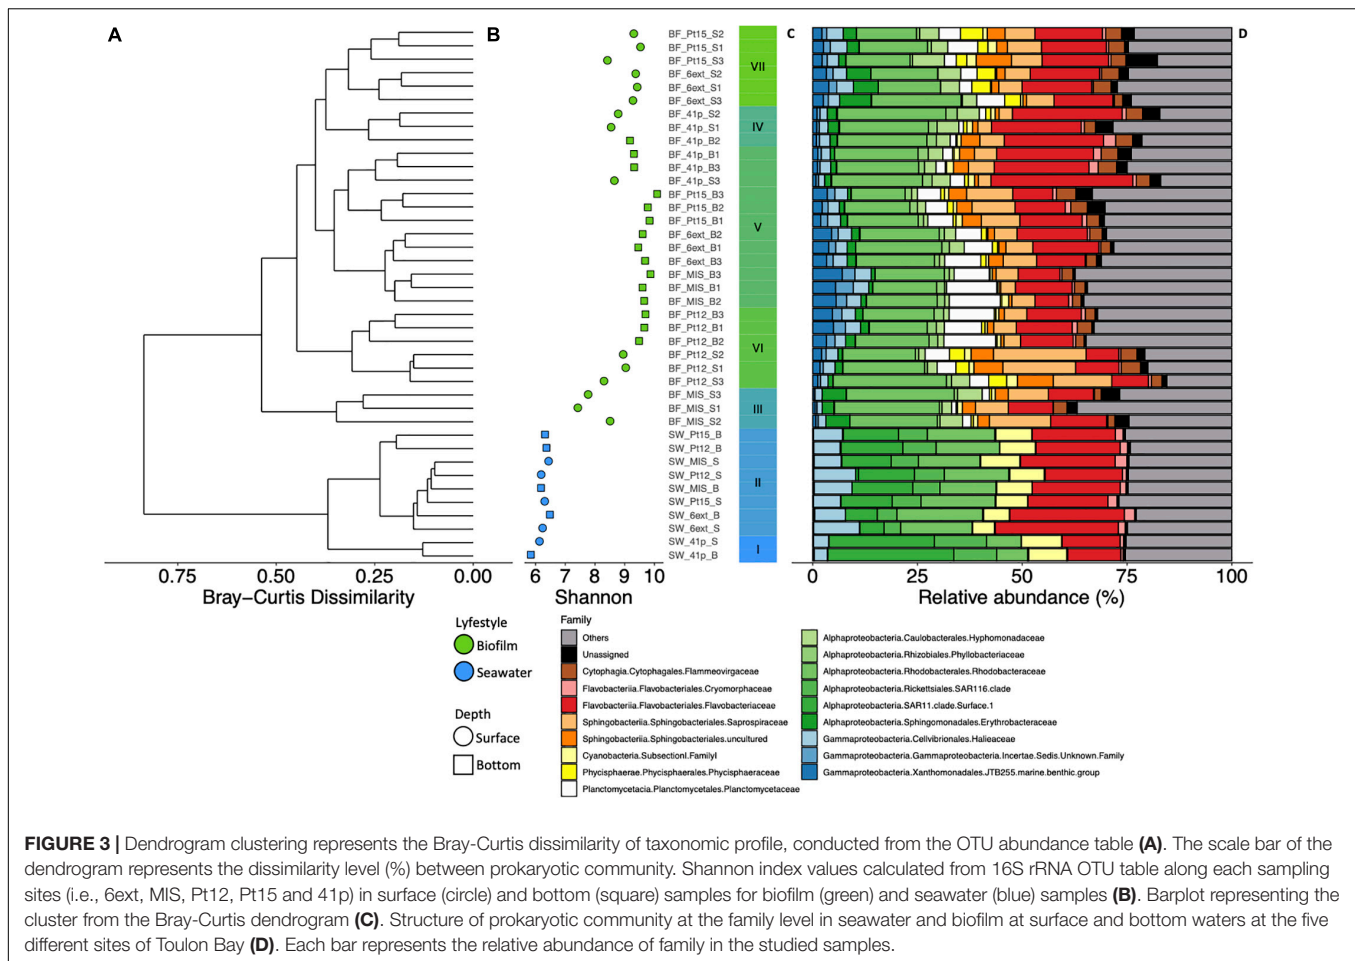 A
B
C
D
BF_Pt15_S2
BF_Pt15_S1
BF_Pt15_S3
BF_6ext_S2
BF_6ext_S1
BF_6ext_S3
BF_41p_S2
BF_41p_S1
BF_41p_B2
BF_41p_B1
BF_41p_B3
BF_41p_S3
BF_Pt15_B3
BF_Pt15_B2
BF_Pt15_B1
BF_6ext_B2
BF_6ext_B1
BF_6ext_B3
BF_MIS_B3
BF_MIS_B1
BF_MIS_B2
BF_Pt12_B3
BF_Pt12_B1
BF_Pt12_B2
BF_Pt12_S2
BF_Pt12_S1
BF_Pt12_S3
BF_MIS_S3
BF_MIS_S1
BF_MIS_S2
SW_Pt15_B
SW_Pt12_B
SW_MIS_S
SW_Pt12_S
SW_MIS_B
SW_Pt15_S
SW_6ext_B
SW_6ext_S
SW_41p_S
SW_41p_B
VII
IV
V
VI
III
II
I
0.75 0.50 0.25 0.00
Bray-Curtis Dissimilarity
6 7 8 9 10
Shannon
0 25 50 75 100
Relative abundance (%)
Lyfestyle
Biofilm
Seawater
Depth
Surface
Bottom
Family
Others
Unassigned
Cytophagia.Cytophagales.Flammeovirgaceae
Flavobacteriia.Flavobacteriales.Cryomorphaceae
Flavobacteriia.Flavobacteriales.Flavobacteriaceae
Sphingobacteriia.Sphingobacteriales.Saprospiraceae
Sphingobacteriia.Sphingobacteriales.uncultured
Cyanobacteria.SubsectionI.FamilyI
Phycisphaerae.Phycisphaerales.Phycisphaeraceae
Planctomycetacia.Planctomycetales.Planctomycetaceae
Alphaproteobacteria.Caulobacterales.Hyphomonadaceae
Alphaproteobacteria.Rhizobiales.Phyllobacteriaceae
Alphaproteobacteria.Rhodobacterales.Rhodobacteraceae
Alphaproteobacteria.Rickettsiales.SAR116.clade
Alphaproteobacteria.SAR11.clade.Surface.1
Alphaproteobacteria.Sphingomonadales.Erythrobacteraceae
Gammaproteobacteria.Cellvibrionales.Halieaceae
Gammaproteobacteria.Gammaproteobacteria.Incertae.Sedis.Unknown.Family
Gammaproteobacteria.Xanthomonadales.JTB255.marine.benthic.group
FIGURE 3 | Dendrogram clustering represents the Bray-Curtis dissimilarity of taxonomic profile, conducted from the OTU abundance table (A). The scale bar of the
dendrogram represents the dissimilarity level (%) between prokaryotic community. Shannon index values calculated from 16S rRNA OTU table along each sampling
sites (i.e., 6ext, MIS, Pt12, Pt15 and 41p) in surface (circle) and bottom (square) samples for biofilm (green) and seawater (blue) samples (B). Barplot representing the
cluster from the Bray-Curtis dendrogram (C). Structure of prokaryotic community at the family level in seawater and biofilm at surface and bottom waters at the five
different sites of Toulon Bay (D). Each bar represents the relative abundance of family in the studied samples.